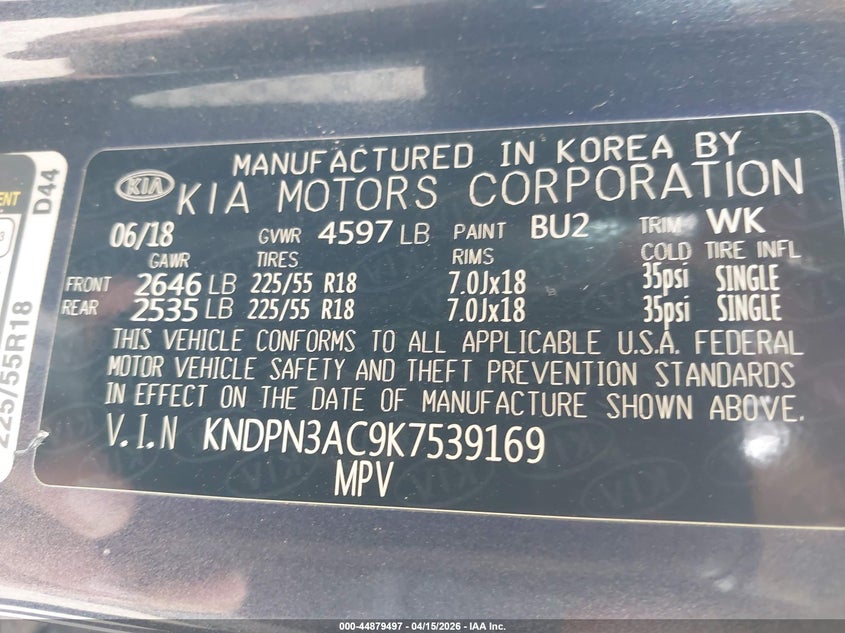 MANUFACTURED IN KOREA BY
KIA KIA MOTORS CORPORATION
06/18 GVWR 4597 LB PAINT BU2 TRIM WK
GAWR TIRES RIMS COLD TIRE INFL
FRONT 2646 LB 225/55 R18 7.0Jx18 35psi SINGLE
REAR 2535 LB 225/55 R18 7.0Jx18 35psi SINGLE
THIS VEHICLE CONFORMS TO ALL APPLICABLE U.S.A. FEDERAL
MOTOR VEHICLE SAFETY AND THEFT PREVENTION STANDARDS
IN EFFECT ON THE DATE OF MANUFACTURE SHOWN ABOVE.
V.I.N KNDPN3AC9K7539169
MPV
D44
225/55R18
000-44879497 - 04/15/2026 - IAA Inc.